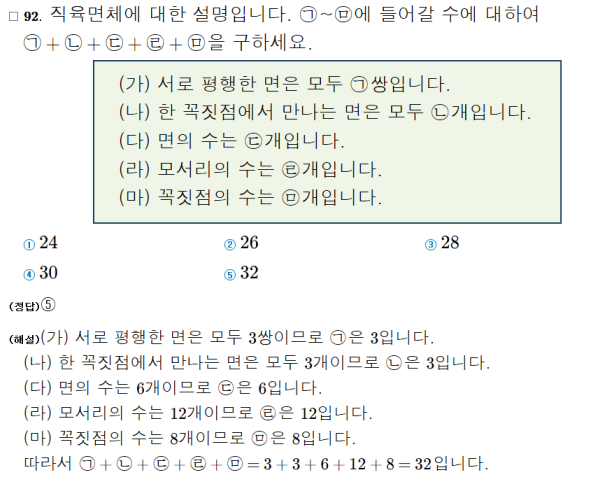 □ 92. 직육면체에 대한 설명입니다. ㉠~㉤에 들어갈 수에 대하여
㉠+㉡+㉢+㉣+㉤을 구하세요.
(가) 서로 평행한 면은 모두 ㉠쌍입니다.
(나) 한 꼭짓점에서 만나는 면은 모두 ㉡개입니다.
(다) 면의 수는 ㉢개입니다.
(라) 모서리의 수는 ㉣개입니다.
(마) 꼭짓점의 수는 ㉤개입니다.
① 24 ② 26 ③ 28
④ 30 ⑤ 32
(정답)⑤
(해설)(가) 서로 평행한 면은 모두 3쌍이므로 ㉠은 3입니다.
(나) 한 꼭짓점에서 만나는 면은 모두 3개이므로 ㉡은 3입니다.
(다) 면의 수는 6개이므로 ㉢은 6입니다.
(라) 모서리의 수는 12개이므로 ㉣은 12입니다.
(마) 꼭짓점의 수는 8개이므로 ㉤은 8입니다.
따라서 ㉠+㉡+㉢+㉣+㉤=3+3+6+12+8=32입니다.